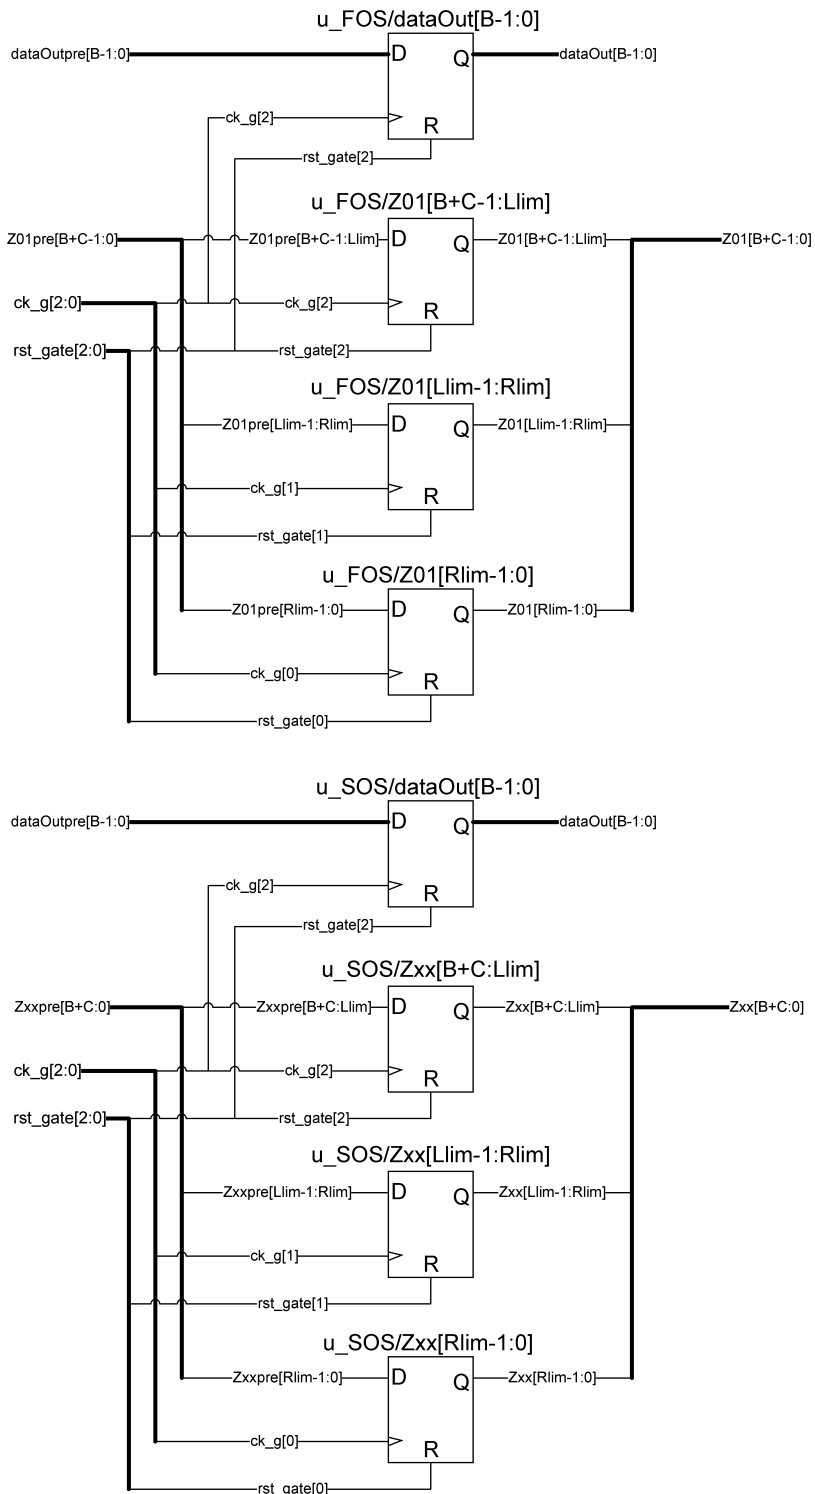 u_FOS/dataOut[B-1:0]
dataOutpre[B-1:0] D Q dataOut[B-1:0]
ck_g[2]
R
rst_gate[2]
u_FOS/Z01[B+C-1:Llim]
Z01pre[B+C-1:0] Z01pre[B+C-1:Llim] D Q Z01[B+C-1:Llim] Z01[B+C-1:0]
ck_g[2:0] ck_g[2]
R
rst_gate[2:0] rst_gate[2]
u_FOS/Z01[Llim-1:Rlim]
Z01pre[Llim-1:Rlim] D Q Z01[Llim-1:Rlim]
ck_g[1]
R
rst_gate[1]
u_FOS/Z01[Rlim-1:0]
Z01pre[Rlim-1:0] D Q Z01[Rlim-1:0]
ck_g[0]
R
rst_gate[0]
u_SOS/dataOut[B-1:0]
dataOutpre[B-1:0] D Q dataOut[B-1:0]
ck_g[2]
R
rst_gate[2]
u_SOS/Zxx[B+C:Llim]
Zxxpre[B+C:0] Zxxpre[B+C:Llim] D Q Zxx[B+C:Llim] Zxx[B+C:0]
ck_g[2:0] ck_g[2]
R
rst_gate[2:0] rst_gate[2]
u_SOS/Zxx[Llim-1:Rlim]
Zxxpre[Llim-1:Rlim] D Q Zxx[Llim-1:Rlim]
ck_g[1]
R
rst_gate[1]
u_SOS/Zxx[Rlim-1:0]
Zxxpre[Rlim-1:0] D Q Zxx[Rlim-1:0]
ck_g[0]
R
rst_gate[0]